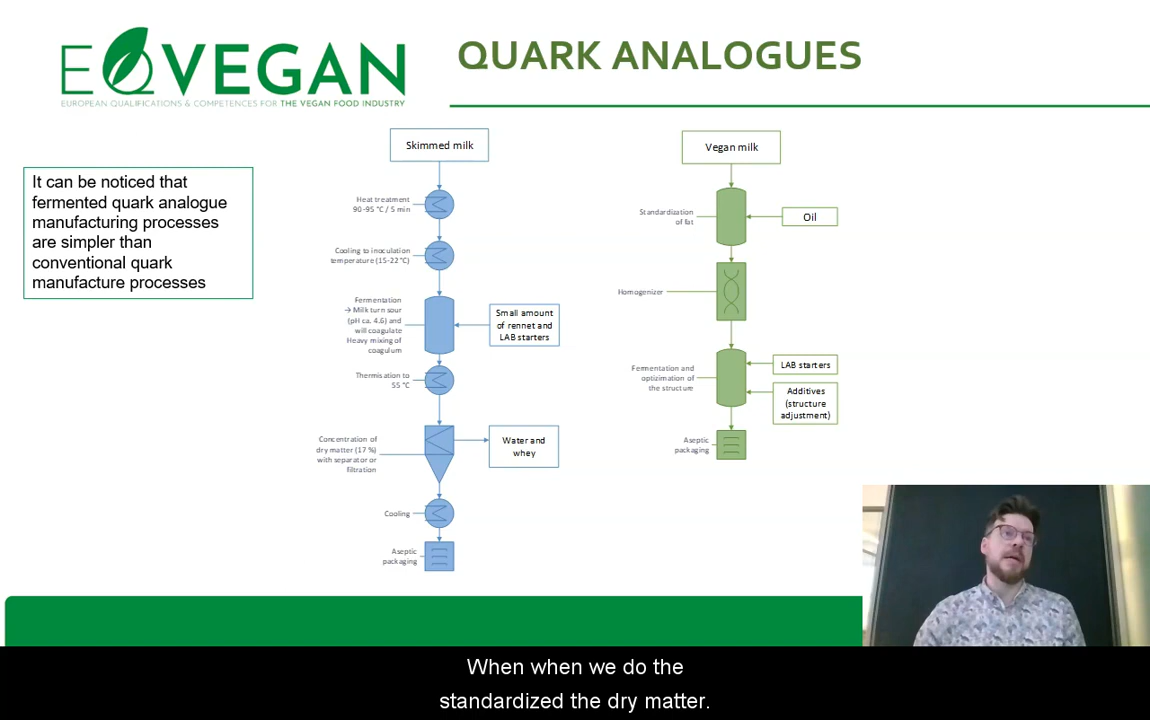 EQVEGAN
EUROPEAN QUALIFICATIONS & COMPETENCES FOR THE VEGAN FOOD INDUSTRY
QUARK ANALOGUES
It can be noticed that
fermented quark analogue
manufacturing processes
are simpler than
conventional quark
manufacture processes
Skimmed milk
Heat treatment
90-95 °C / 5 min
Cooling to inoculation
temperature (15-22°C)
Fermentation
→ Milk turn sour
(pH ca. 4.6) and
will coagulate
Heavy mixing of
coagulum
Small amount
of rennet and
LAB starters
Thermisation to
55 °C
Concentration of
dry matter (17 %)
with separator or
filtration
Water and
whey
Cooling
Aseptic
packaging
Vegan milk
Standardization
of fat
Oil
Homogenizer
Fermentation and
optizimation of
the structure
LAB starters
Additives
(structure
adjustment)
Aseptic
packaging
When when we do the
standardized the dry matter.